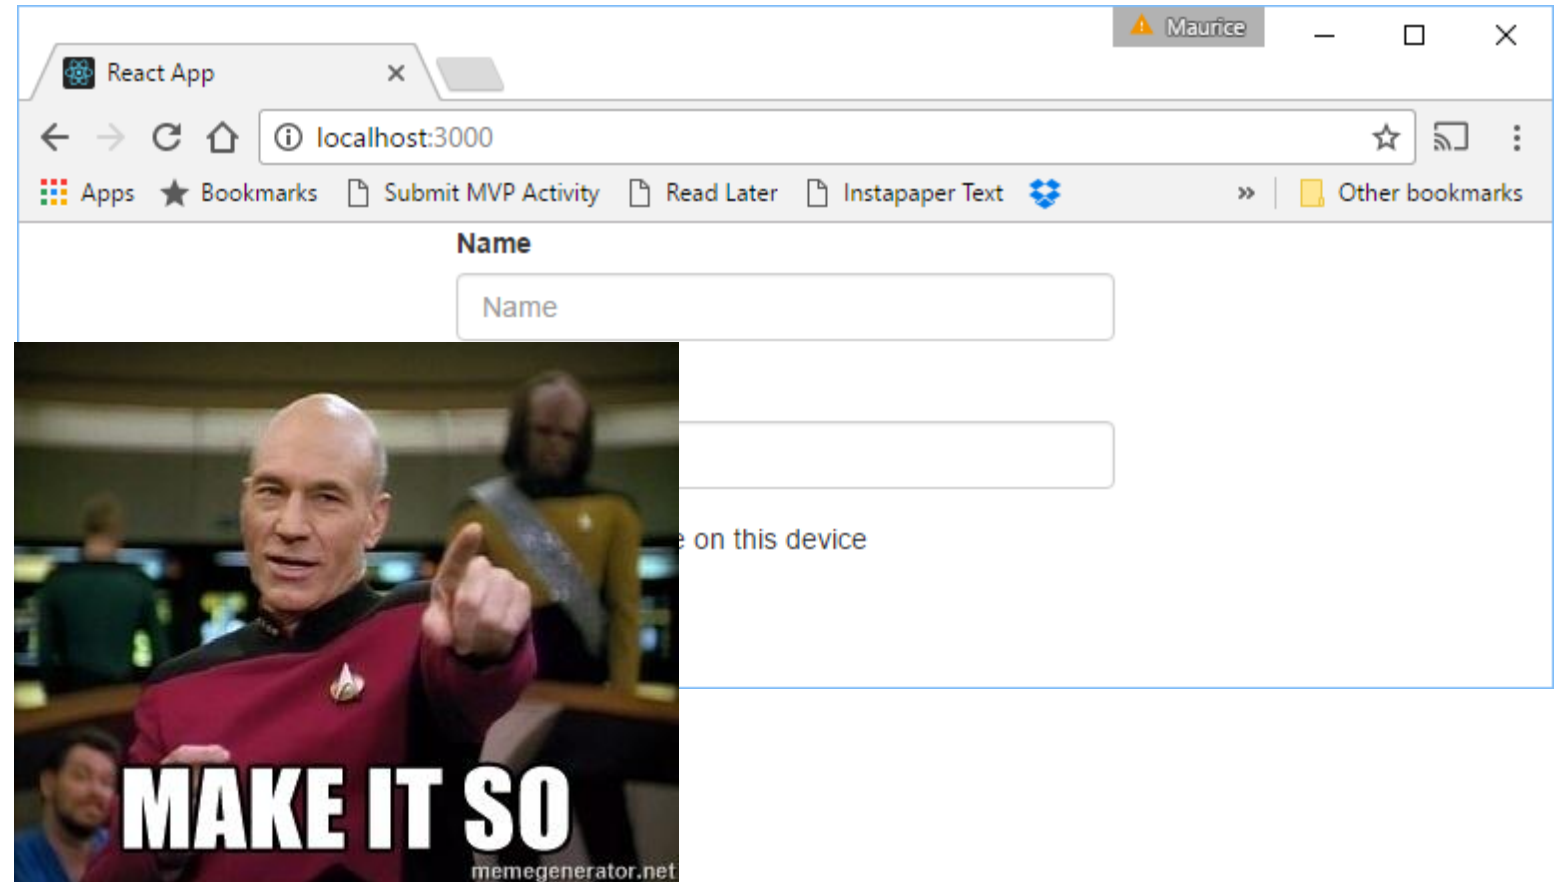 Maurice
React App
localhost:3000
Apps Bookmarks Submit MVP Activity Read Later Instapaper Text » Other bookmarks
Name
Name
on this device
MAKE IT SO
memegenerator.net